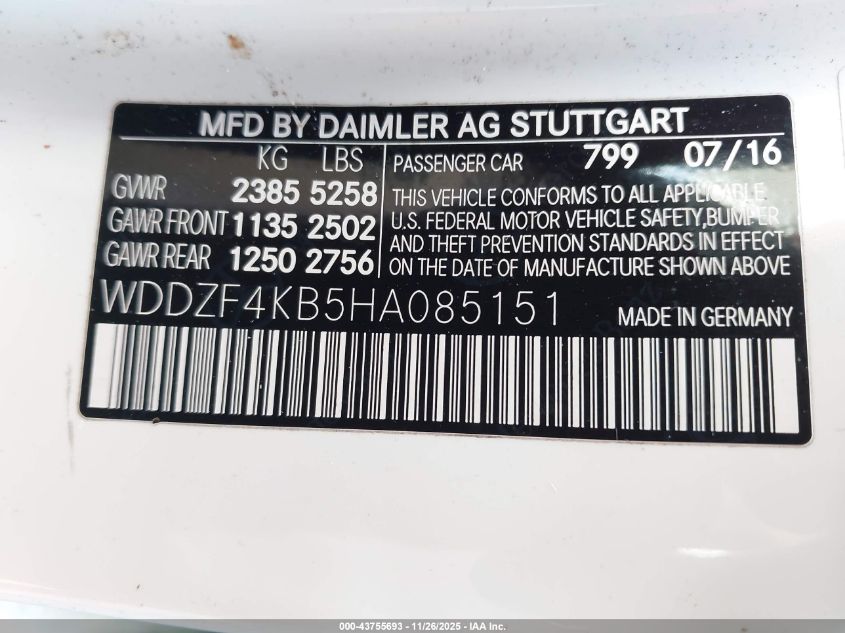 MFD BY DAIMLER AG STUTTGART
KG LBS
GVWR 2385 5258
GAWR FRONT 1135 2502
GAWR REAR 1250 2756
PASSENGER CAR 799 07/16
THIS VEHICLE CONFORMS TO ALL APPLICABLE
U.S. FEDERAL MOTOR VEHICLE SAFETY,BUMPER
AND THEFT PREVENTION STANDARDS IN EFFECT
ON THE DATE OF MANUFACTURE SHOWN ABOVE
WDDZF4KB5HA085151
MADE IN GERMANY
000-43755693 - 11/26/2025 - IAA Inc.